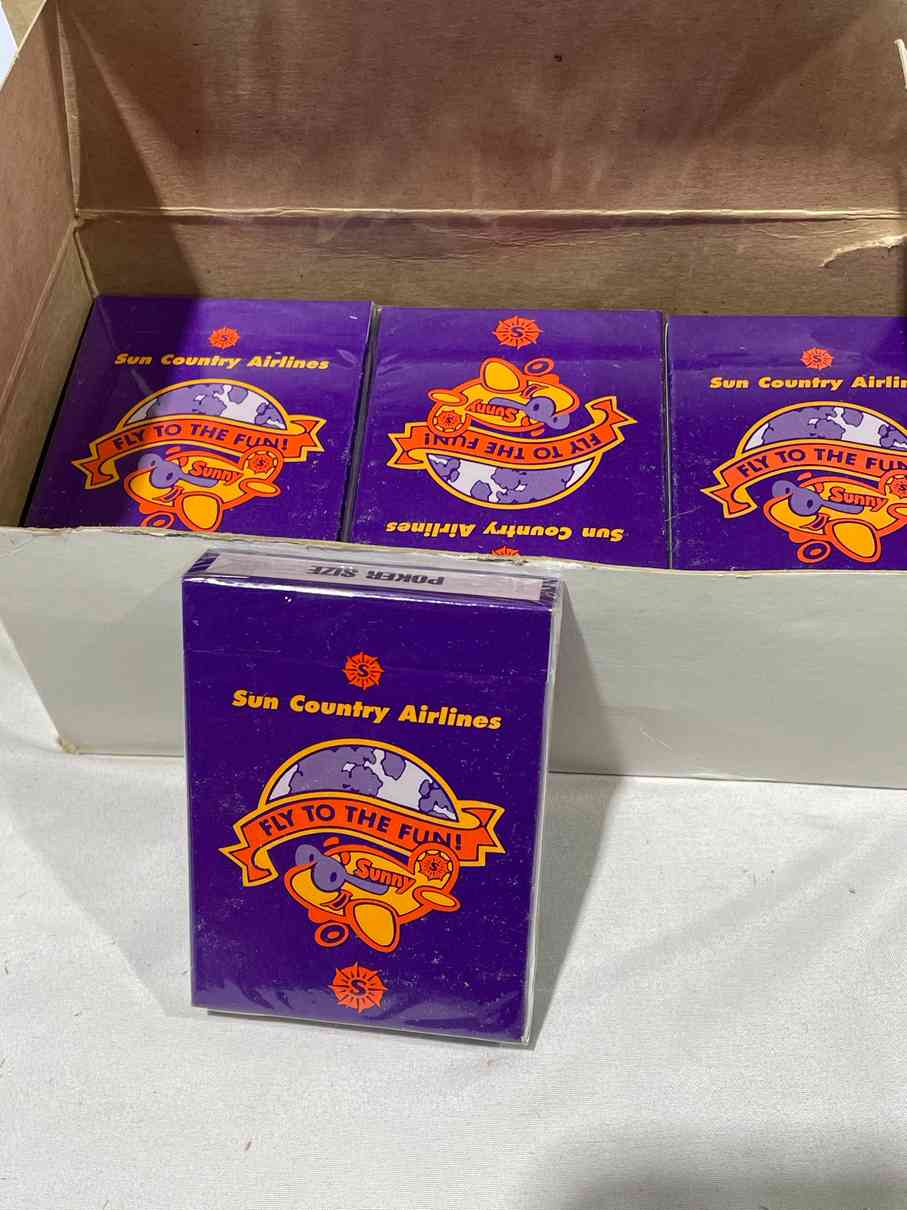 S
Sun Country Airlines
FLY TO THE FUN!
Sunny
S
S
Sunny
S
FLY TO THE FUN!
Sun Country Airlines
S
Sun Country Airlin
FLY TO THE FUN
Sunny
S
POKER SIZE
S
Sun Country Airlines
FLY TO THE FUN!
Sunny
S
S